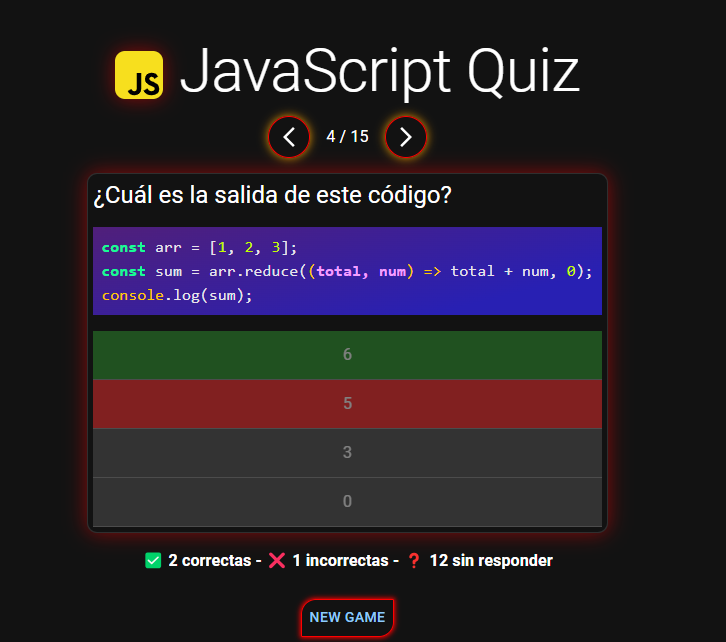 JS JavaScript Quiz
4 / 15
¿Cuál es la salida de este código?
const arr = [1, 2, 3];
const sum = arr.reduce((total, num) => total + num, 0);
console.log(sum);
6
5
3
0
✅ 2 correctas - ❌ 1 incorrectas - ❓ 12 sin responder
NEW GAME